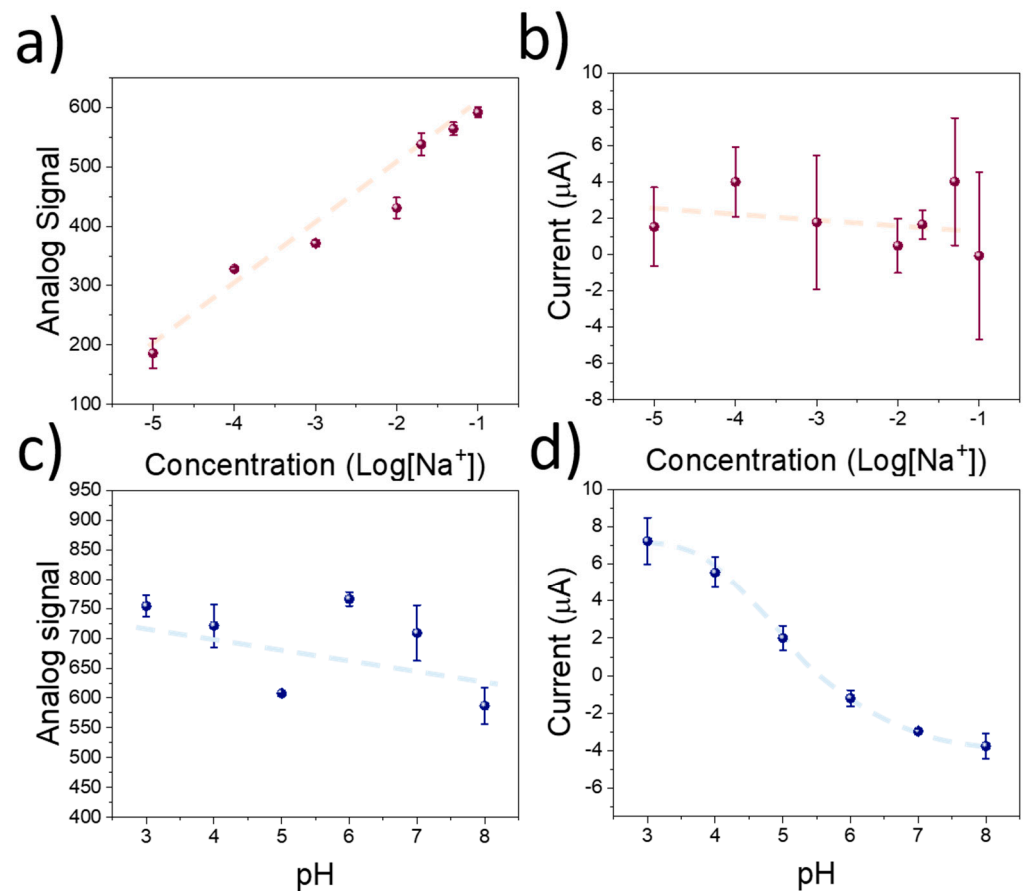 a)
600
500
400
300
200
100
Analog Signal
-5 -4 -3 -2 -1
Concentration (Log[Na⁺])
b)
10
8
6
4
2
0
-2
-4
-6
-8
Current (μA)
-5 -4 -3 -2 -1
Concentration (Log[Na⁺])
c)
950
900
850
800
750
700
650
600
550
500
450
400
Analog signal
3 4 5 6 7 8
pH
d)
10
8
6
4
2
0
-2
-4
-6
Current (μA)
3 4 5 6 7 8
pH